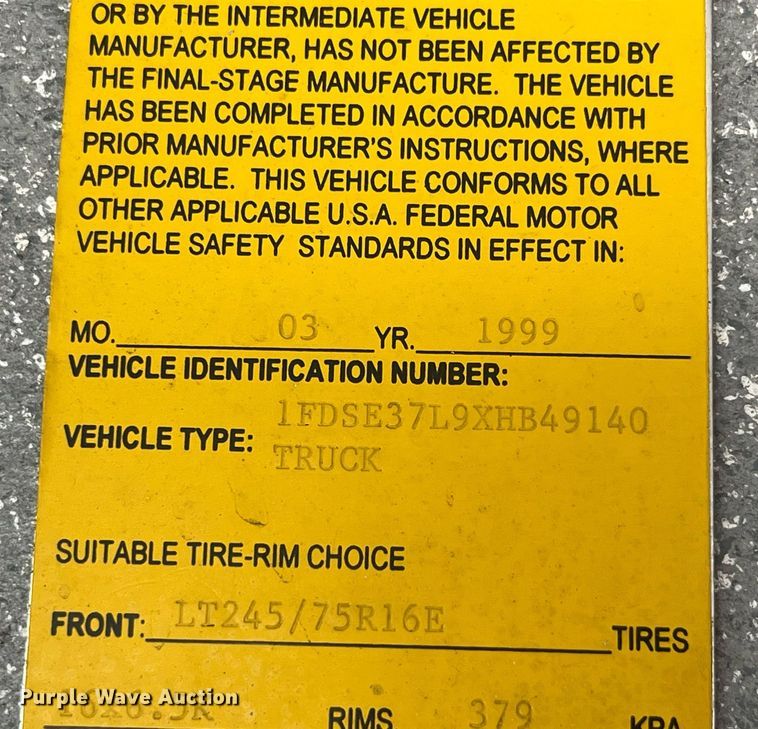 OR BY THE INTERMEDIATE VEHICLE
MANUFACTURER, HAS NOT BEEN AFFECTED BY
THE FINAL-STAGE MANUFACTURE. THE VEHICLE
HAS BEEN COMPLETED IN ACCORDANCE WITH
PRIOR MANUFACTURER'S INSTRUCTIONS, WHERE
APPLICABLE. THIS VEHICLE CONFORMS TO ALL
OTHER APPLICABLE U.S.A. FEDERAL MOTOR
VEHICLE SAFETY STANDARDS IN EFFECT IN:
MO. 03 YR. 1999
VEHICLE IDENTIFICATION NUMBER:
1FDSE37L9XHB49140
VEHICLE TYPE: TRUCK
SUITABLE TIRE-RIM CHOICE
FRONT: LT245/75R16E TIRES
RIMS 379 KPA
Purple Wave Auction